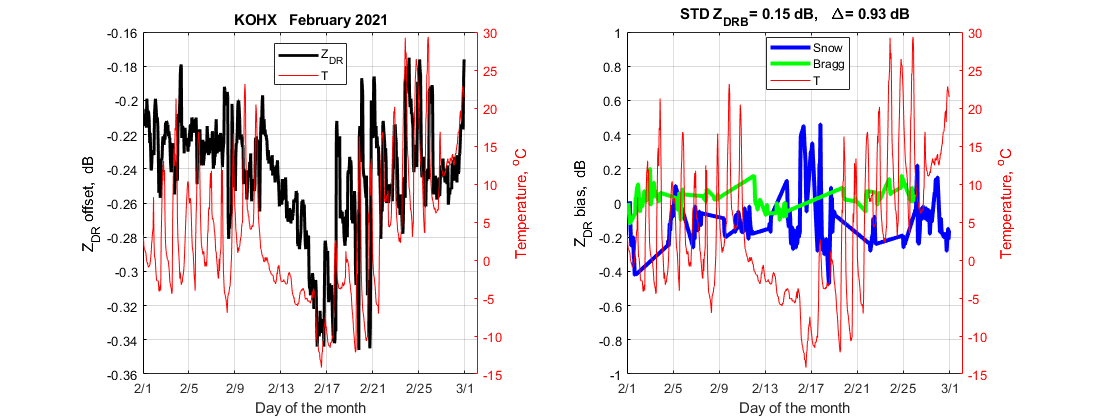 KOHX February 2021
Z_DR
T
-0.16
-0.18
-0.2
-0.22
-0.24
-0.26
-0.28
-0.3
-0.32
-0.34
-0.36
Z_DR offset, dB
30
25
20
15
10
5
0
-5
-10
-15
Temperature, °C
2/1 2/5 2/9 2/13 2/17 2/21 2/25 3/1
Day of the month
STD Z_DRB = 0.15 dB, Δ = 0.93 dB
Snow
Bragg
T
1
0.8
0.6
0.4
0.2
0
-0.2
-0.4
-0.6
-0.8
-1
Z_DR bias, dB
30
25
20
15
10
5
0
-5
-10
-15
Temperature, °C
2/1 2/5 2/9 2/13 2/17 2/21 2/25 3/1
Day of the month